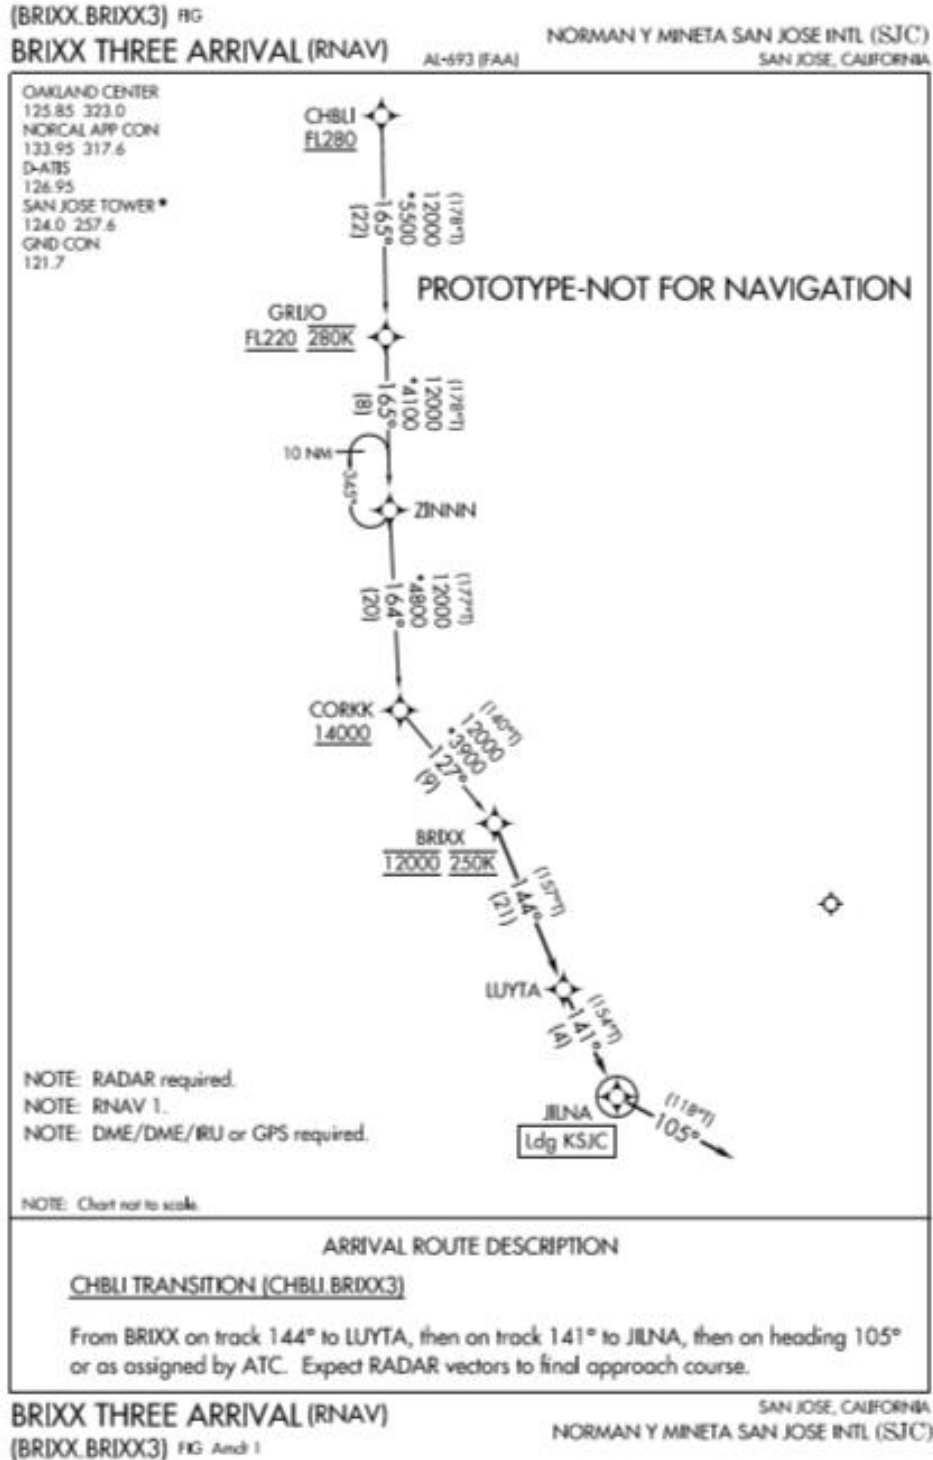 (BRIXX.BRIXX3) FIG
BRIXX THREE ARRIVAL (RNAV)
AL-693 (FAA)
NORMAN Y MINETA SAN JOSE INTL (SJC)
SAN JOSE, CALIFORNIA
OAKLAND CENTER
125.85 323.0
NORCAL APP CON
133.95 317.6
D-ATIS
126.95
SAN JOSE TOWER *
124.0 257.6
GND CON
121.7
CHBLI
FL280
(178°T)
12000
*5500
165°
(22)
PROTOTYPE-NOT FOR NAVIGATION
GRIJO
FL220 280K
(178°T)
12000
*4100
165°
(8)
10 NM
345°
ZINNN
(177°T)
12000
*4800
164°
(20)
CORKK
14000
(140°T)
12000
*3900
127°
(9)
BRIXX
12000 250K
(157°T)
144°
(21)
LUYTA
(154°T)
141°
(4)
JILNA
Ldg KSJC
(118°T)
105°
NOTE: RADAR required.
NOTE: RNAV 1.
NOTE: DME/DME/IRU or GPS required.
NOTE: Chart not to scale.
ARRIVAL ROUTE DESCRIPTION
CHBLI TRANSITION (CHBLI.BRIXX3)
From BRIXX on track 144° to LUYTA, then on track 141° to JILNA, then on heading 105°
or as assigned by ATC. Expect RADAR vectors to final approach course.
BRIXX THREE ARRIVAL (RNAV)
(BRIXX.BRIXX3) FIG Amdt 1
SAN JOSE, CALIFORNIA
NORMAN Y MINETA SAN JOSE INTL (SJC)